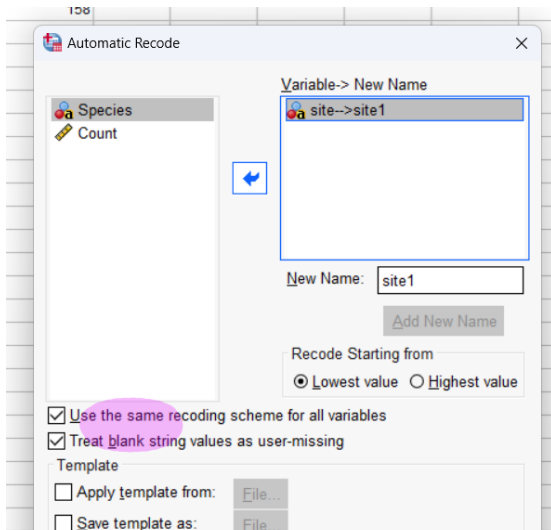 158
Automatic Recode
Variable-> New Name
Species
site-->site1
Count
New Name: site1
Add New Name
Recode Starting from
Lowest value Highest value
Use the same recoding scheme for all variables
Treat blank string values as user-missing
Template
Apply template from: File...
Save template as: File...